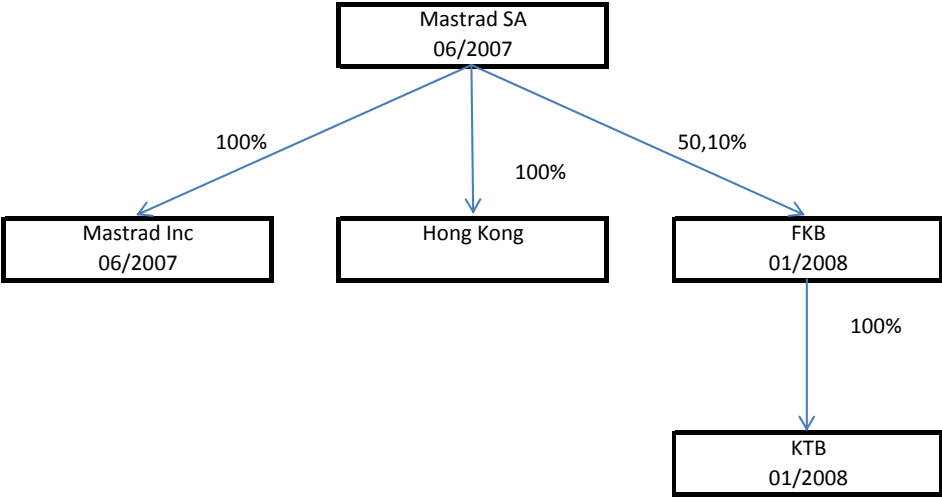 Mastrad SA
06/2007
100%
100%
50,10%
Mastrad Inc
06/2007
Hong Kong
FKB
01/2008
100%
KTB
01/2008